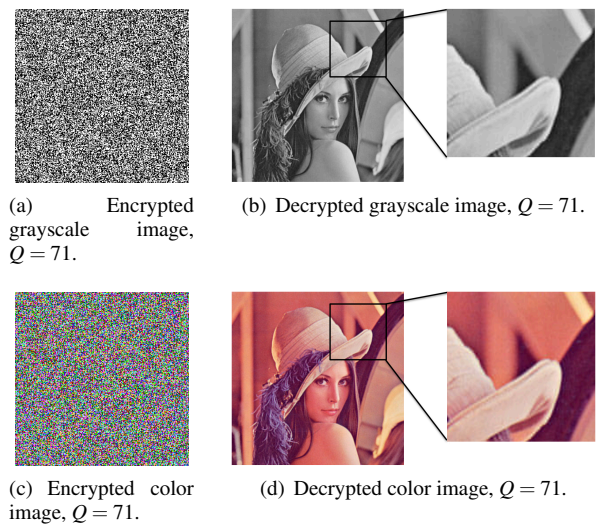 (a) Encrypted
grayscale image,
Q = 71.
(b) Decrypted grayscale image, Q = 71.
(c) Encrypted color
image, Q = 71.
(d) Decrypted color image, Q = 71.